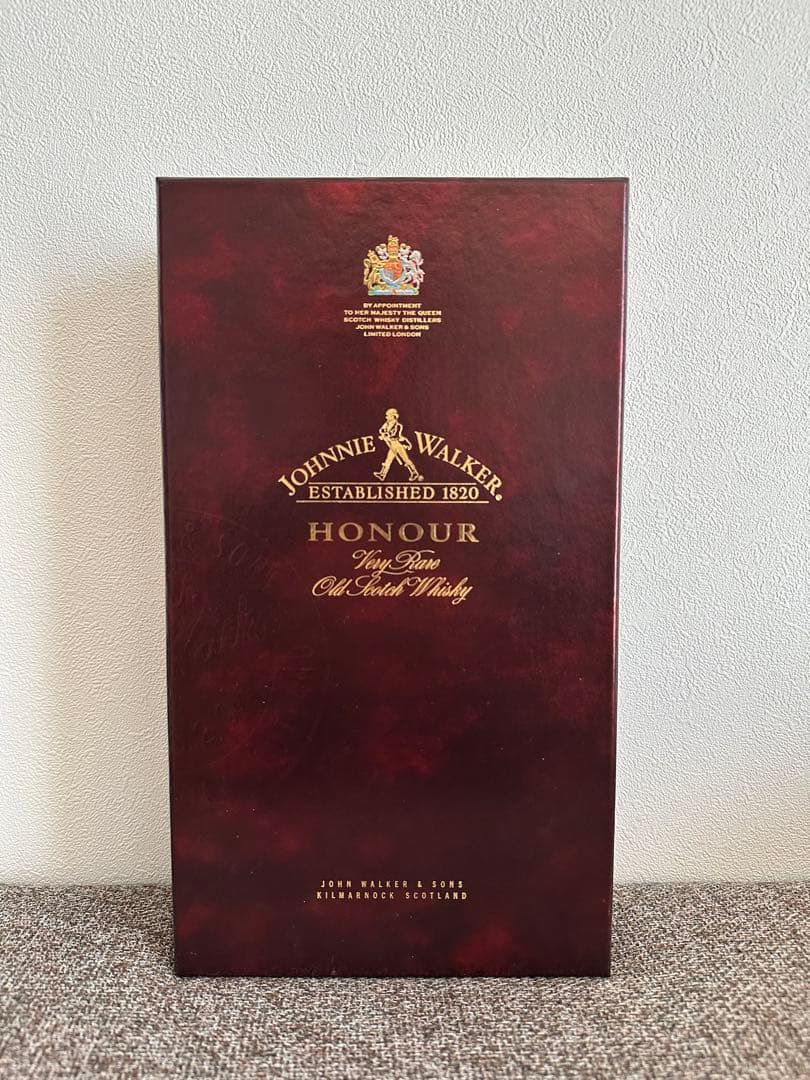 BY APPOINTMENT
TO HER MAJESTY THE QUEEN
SCOTCH WHISKY DISTILLERS
JOHN WALKER & SONS
LIMITED LONDON
JOHNNIE WALKER
ESTABLISHED 1820
HONOUR
Very Rare
Old Scotch Whisky
JOHN WALKER & SONS
KILMARNOCK SCOTLAND